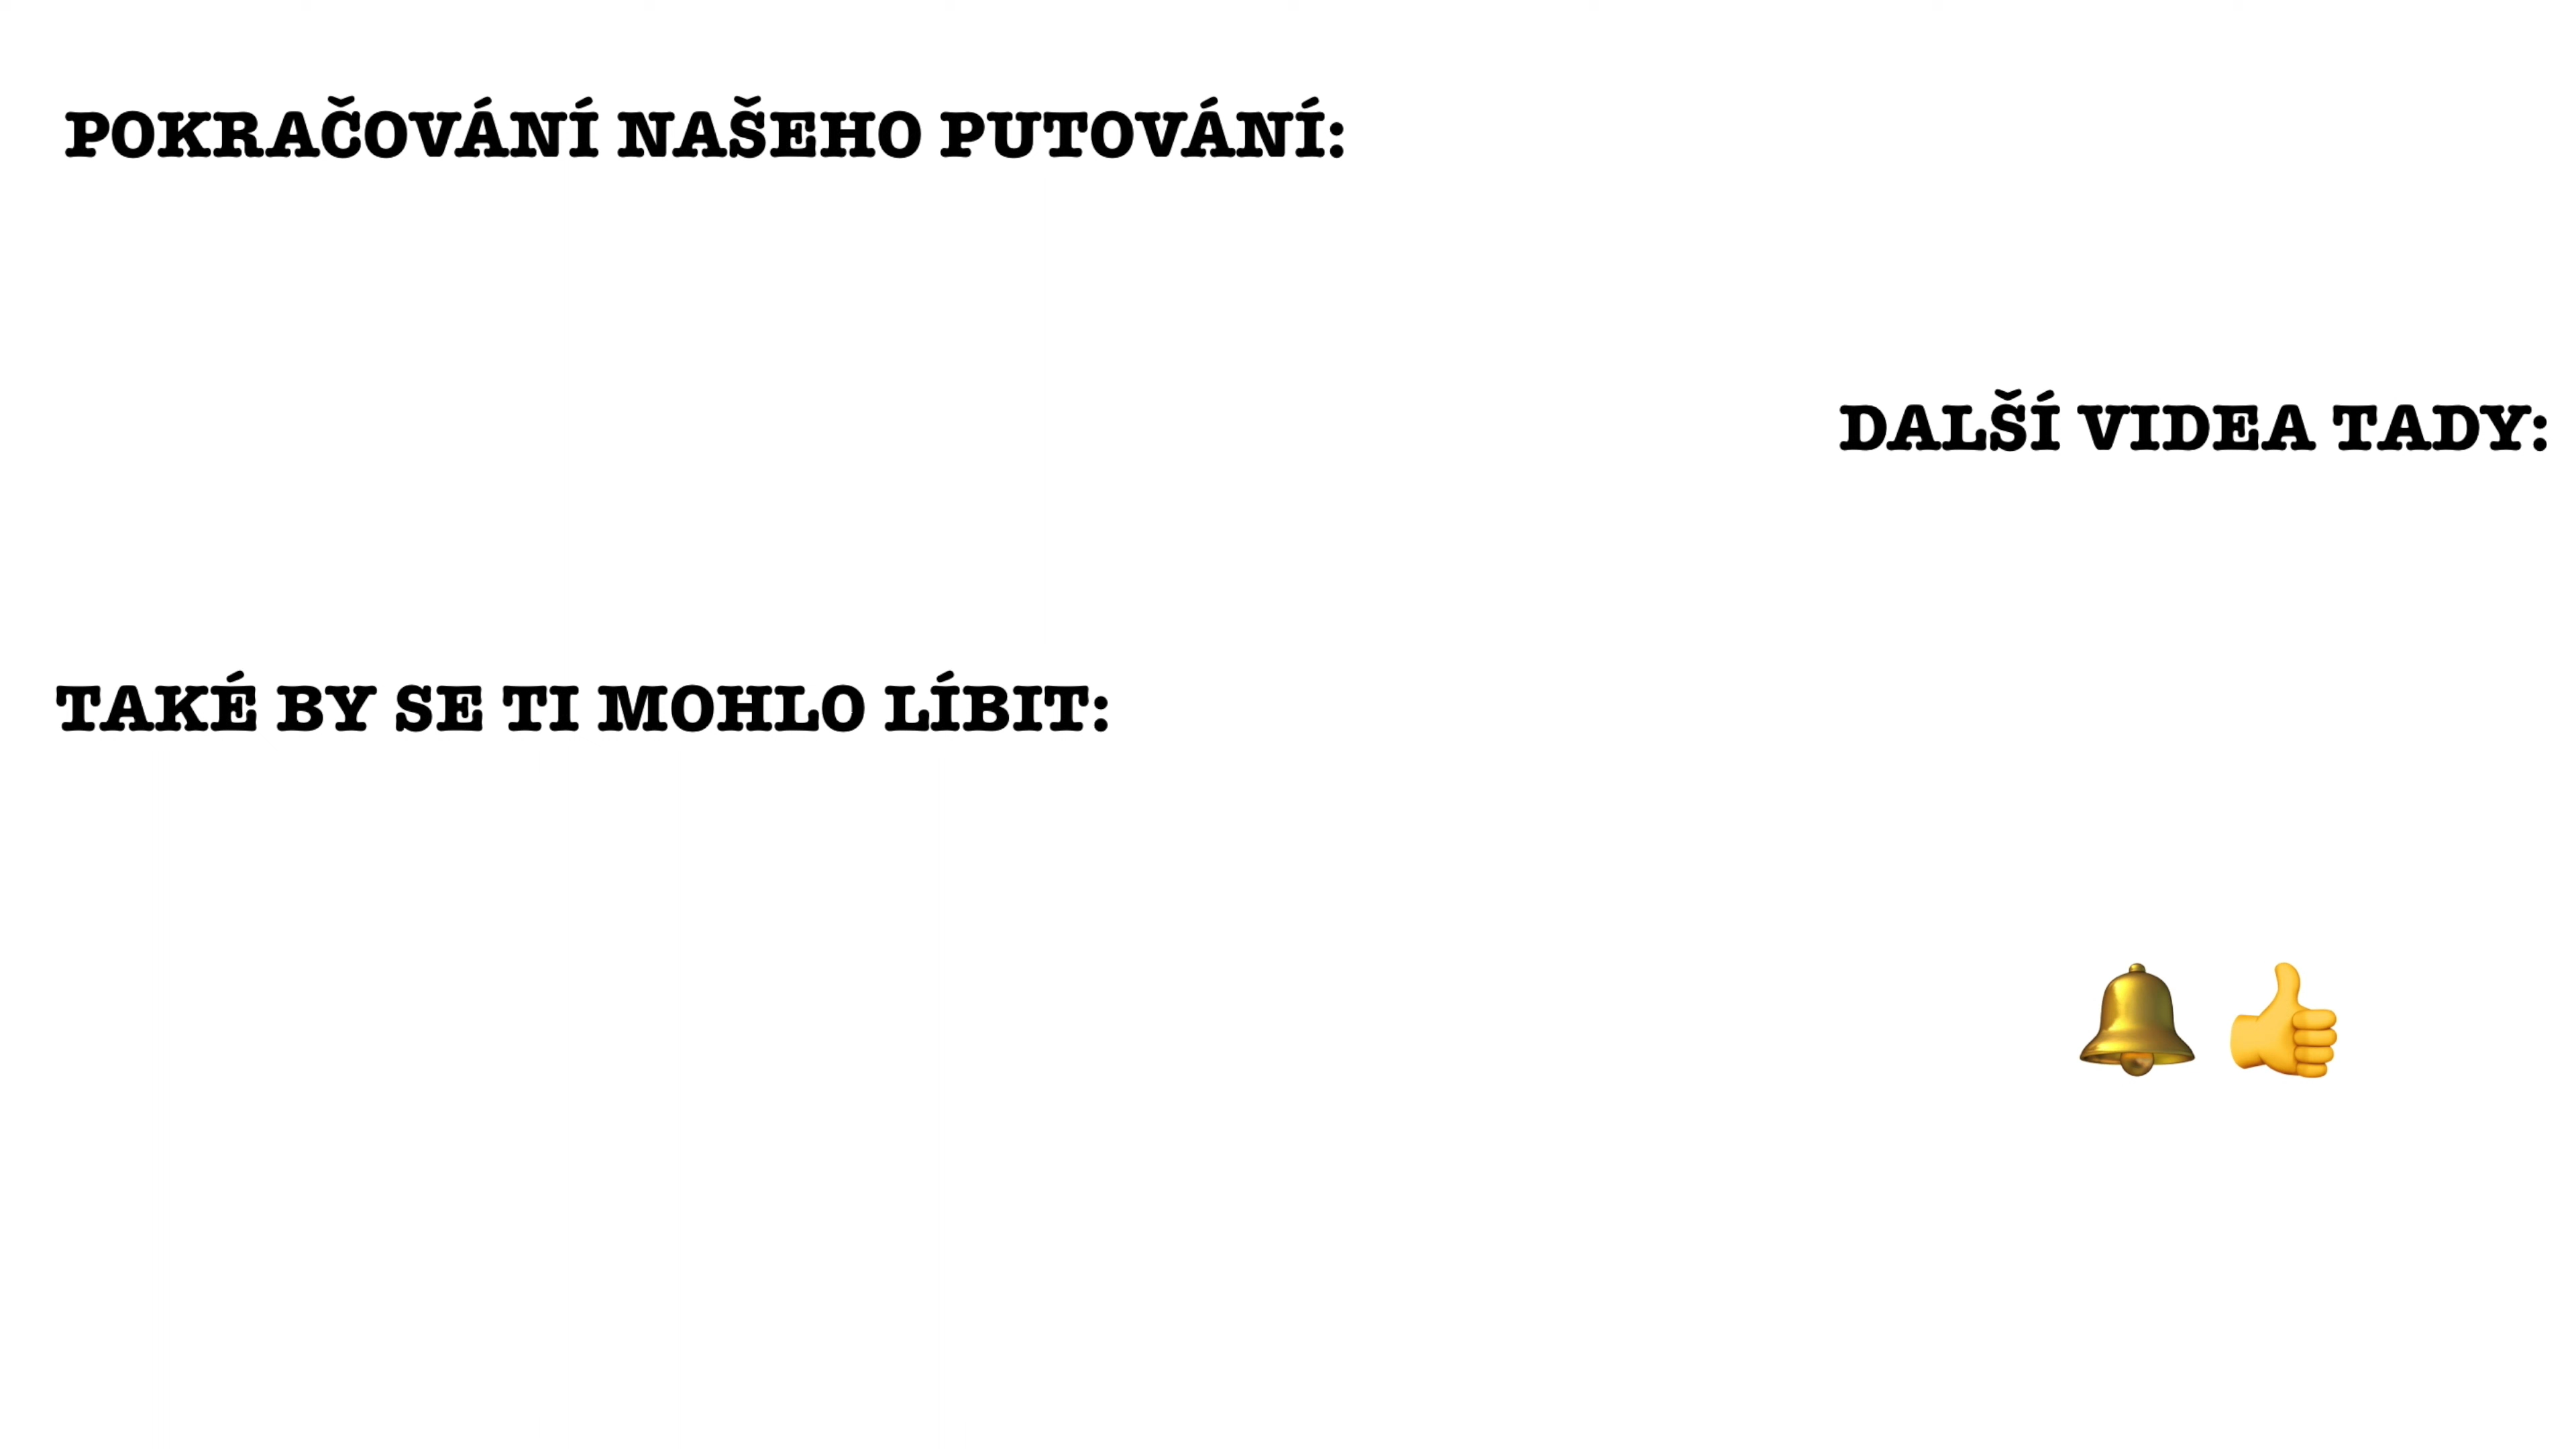 POKRAČOVÁNÍ NAŠEHO PUTOVÁNÍ:
DALŠÍ VIDEA TADY:
TAKÉ BY SE TI MOHLO LÍBIT: